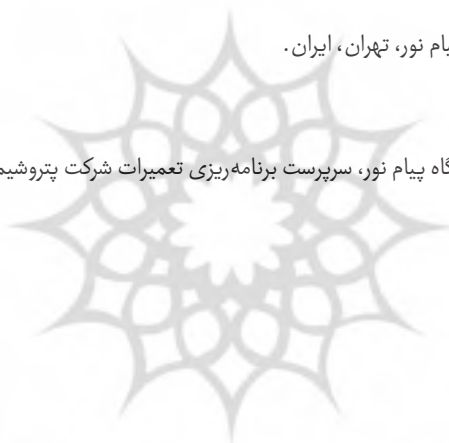 یام نور، تهران، ایران.
گاه پیام نور، سرپرست برنامه‌ریزی تعمیرات شرکت پتروشیم